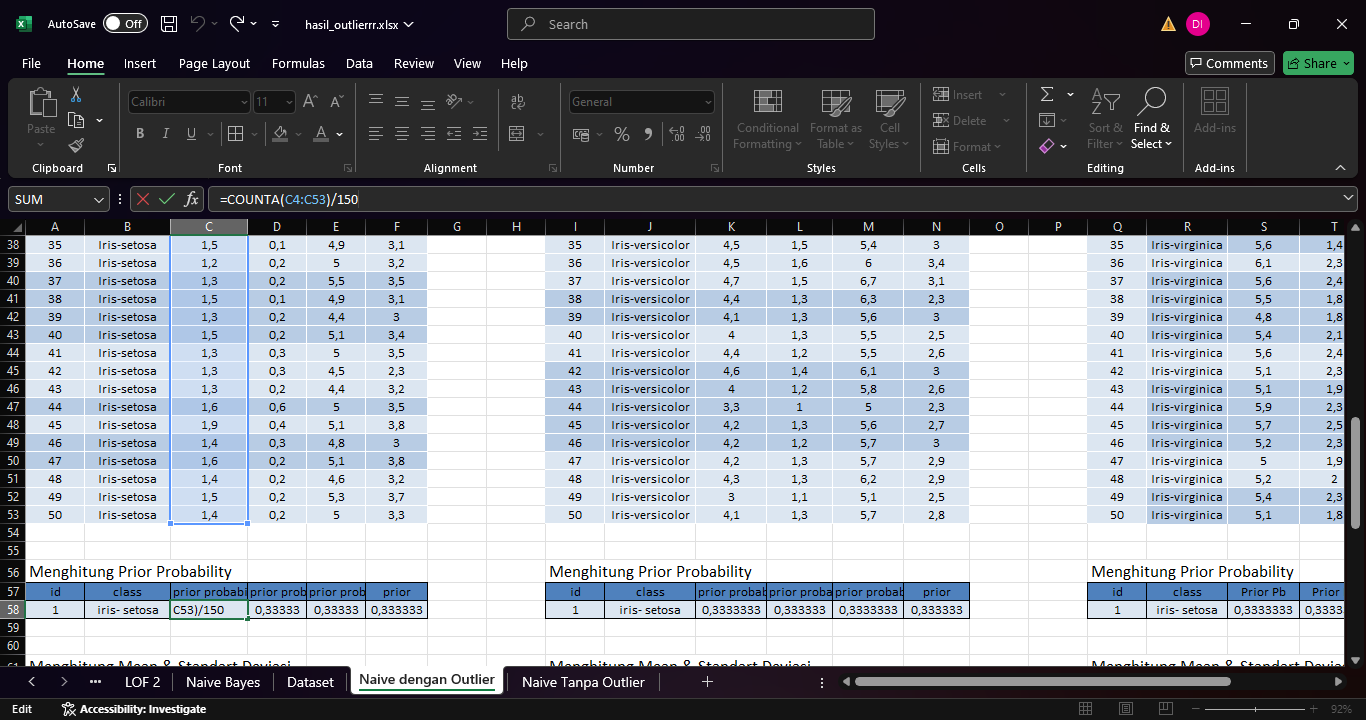 AutoSave Off hasil_outlierrr.xlsx Search DI
File Home Insert Page Layout Formulas Data Review View Help Comments Share
Paste Calibri 11 B I U A General Conditional Formatting Format as Table Cell Styles Insert Delete Format Sort & Filter Find & Select Add-ins
Clipboard Font Alignment Number Styles Cells Editing Add-ins
SUM fx =COUNTA(C4:C53)/150
A B C D E F G H I J K L M N O P Q R S T
38 35 Iris-setosa 1,5 0,1 4,9 3,1 35 Iris-versicolor 4,5 1,5 5,4 3 35 Iris-virginica 5,6 1,4
39 36 Iris-setosa 1,2 0,2 5 3,2 36 Iris-versicolor 4,5 1,6 6 3,4 36 Iris-virginica 6,1 2,3
40 37 Iris-setosa 1,3 0,2 5,5 3,5 37 Iris-versicolor 4,7 1,5 6,7 3,1 37 Iris-virginica 5,6 2,4
41 38 Iris-setosa 1,5 0,1 4,9 3,1 38 Iris-versicolor 4,4 1,3 6,3 2,3 38 Iris-virginica 5,5 1,8
42 39 Iris-setosa 1,3 0,2 4,4 3 39 Iris-versicolor 4,1 1,3 5,6 3 39 Iris-virginica 4,8 1,8
43 40 Iris-setosa 1,5 0,2 5,1 3,4 40 Iris-versicolor 4 1,3 5,5 2,5 40 Iris-virginica 5,4 2,1
44 41 Iris-setosa 1,3 0,3 5 3,5 41 Iris-versicolor 4,4 1,2 5,5 2,6 41 Iris-virginica 5,6 2,4
45 42 Iris-setosa 1,3 0,3 4,5 2,3 42 Iris-versicolor 4,6 1,4 6,1 3 42 Iris-virginica 5,1 2,3
46 43 Iris-setosa 1,3 0,2 4,4 3,2 43 Iris-versicolor 4 1,2 5,8 2,6 43 Iris-virginica 5,1 1,9
47 44 Iris-setosa 1,6 0,6 5 3,5 44 Iris-versicolor 3,3 1 5 2,3 44 Iris-virginica 5,9 2,3
48 45 Iris-setosa 1,9 0,4 5,1 3,8 45 Iris-versicolor 4,2 1,3 5,6 2,7 45 Iris-virginica 5,7 2,5
49 46 Iris-setosa 1,4 0,3 4,8 3 46 Iris-versicolor 4,2 1,2 5,7 3 46 Iris-virginica 5,2 2,3
50 47 Iris-setosa 1,6 0,2 5,1 3,8 47 Iris-versicolor 4,2 1,3 5,7 2,9 47 Iris-virginica 5 1,9
51 48 Iris-setosa 1,4 0,2 4,6 3,2 48 Iris-versicolor 4,3 1,3 6,2 2,9 48 Iris-virginica 5,2 2
52 49 Iris-setosa 1,5 0,2 5,3 3,7 49 Iris-versicolor 3 1,1 5,1 2,5 49 Iris-virginica 5,4 2,3
53 50 Iris-setosa 1,4 0,2 5 3,3 50 Iris-versicolor 4,1 1,3 5,7 2,8 50 Iris-virginica 5,1 1,8
54
55
56 Menghitung Prior Probability Menghitung Prior Probability Menghitung Prior Probability
57 id class prior probabi prior prob prior prob prior id class prior probab prior proba prior probab prior id class Prior Pb Prior
58 1 iris- setosa C53)/150 0,33333 0,33333 0,333333 1 iris- setosa 0,3333333 0,333333 0,3333333 0,333333 1 iris- setosa 0,3333333 0,3333
59
60
61 Menghitung Mean & Standart Deviasi Menghitung Mean & Standart Deviasi Menghitung Mean & Standart Devia
LOF 2 Naive Bayes Dataset Naive dengan Outlier Naive Tanpa Outlier
Edit Accessibility: Investigate 92%